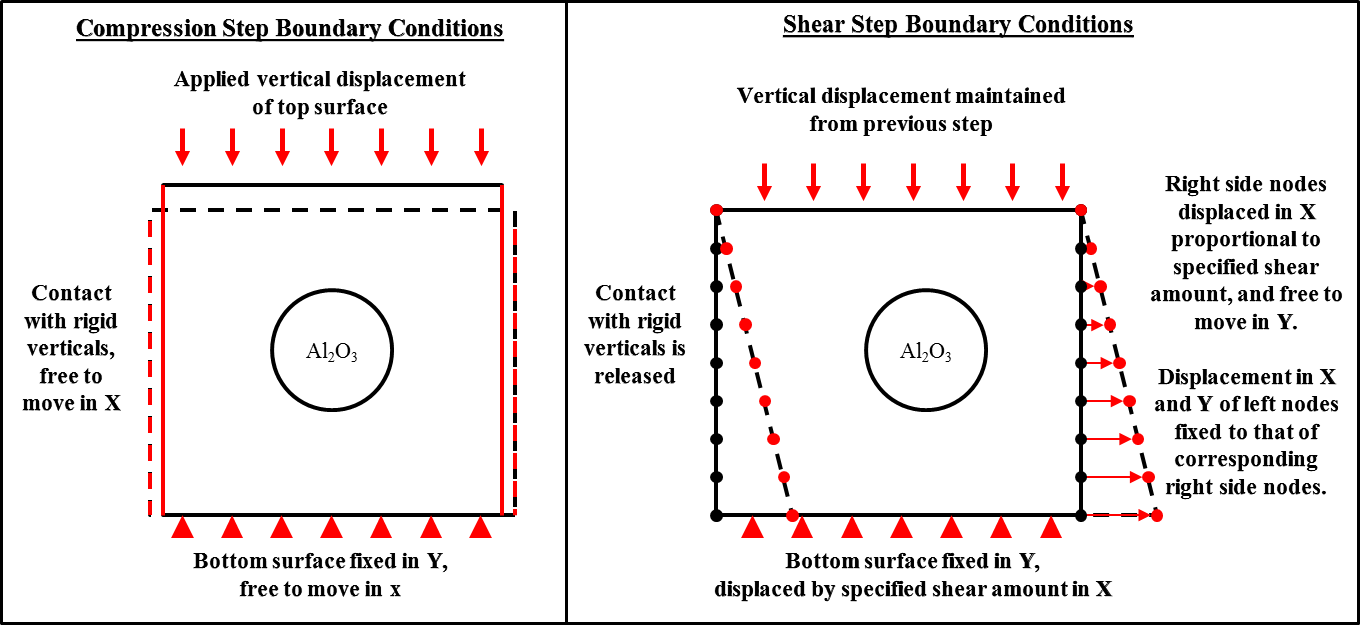 Compression Step Boundary Conditions
Applied vertical displacement
of top surface
Contact
with rigid
verticals,
free to
move in X
Al₂O₃
Bottom surface fixed in Y,
free to move in x
Shear Step Boundary Conditions
Vertical displacement maintained
from previous step
Contact
with rigid
verticals is
released
Al₂O₃
Right side nodes
displaced in X
proportional to
specified shear
amount, and free to
move in Y.
Displacement in X
and Y of left nodes
fixed to that of
corresponding
right side nodes.
Bottom surface fixed in Y,
displaced by specified shear amount in X